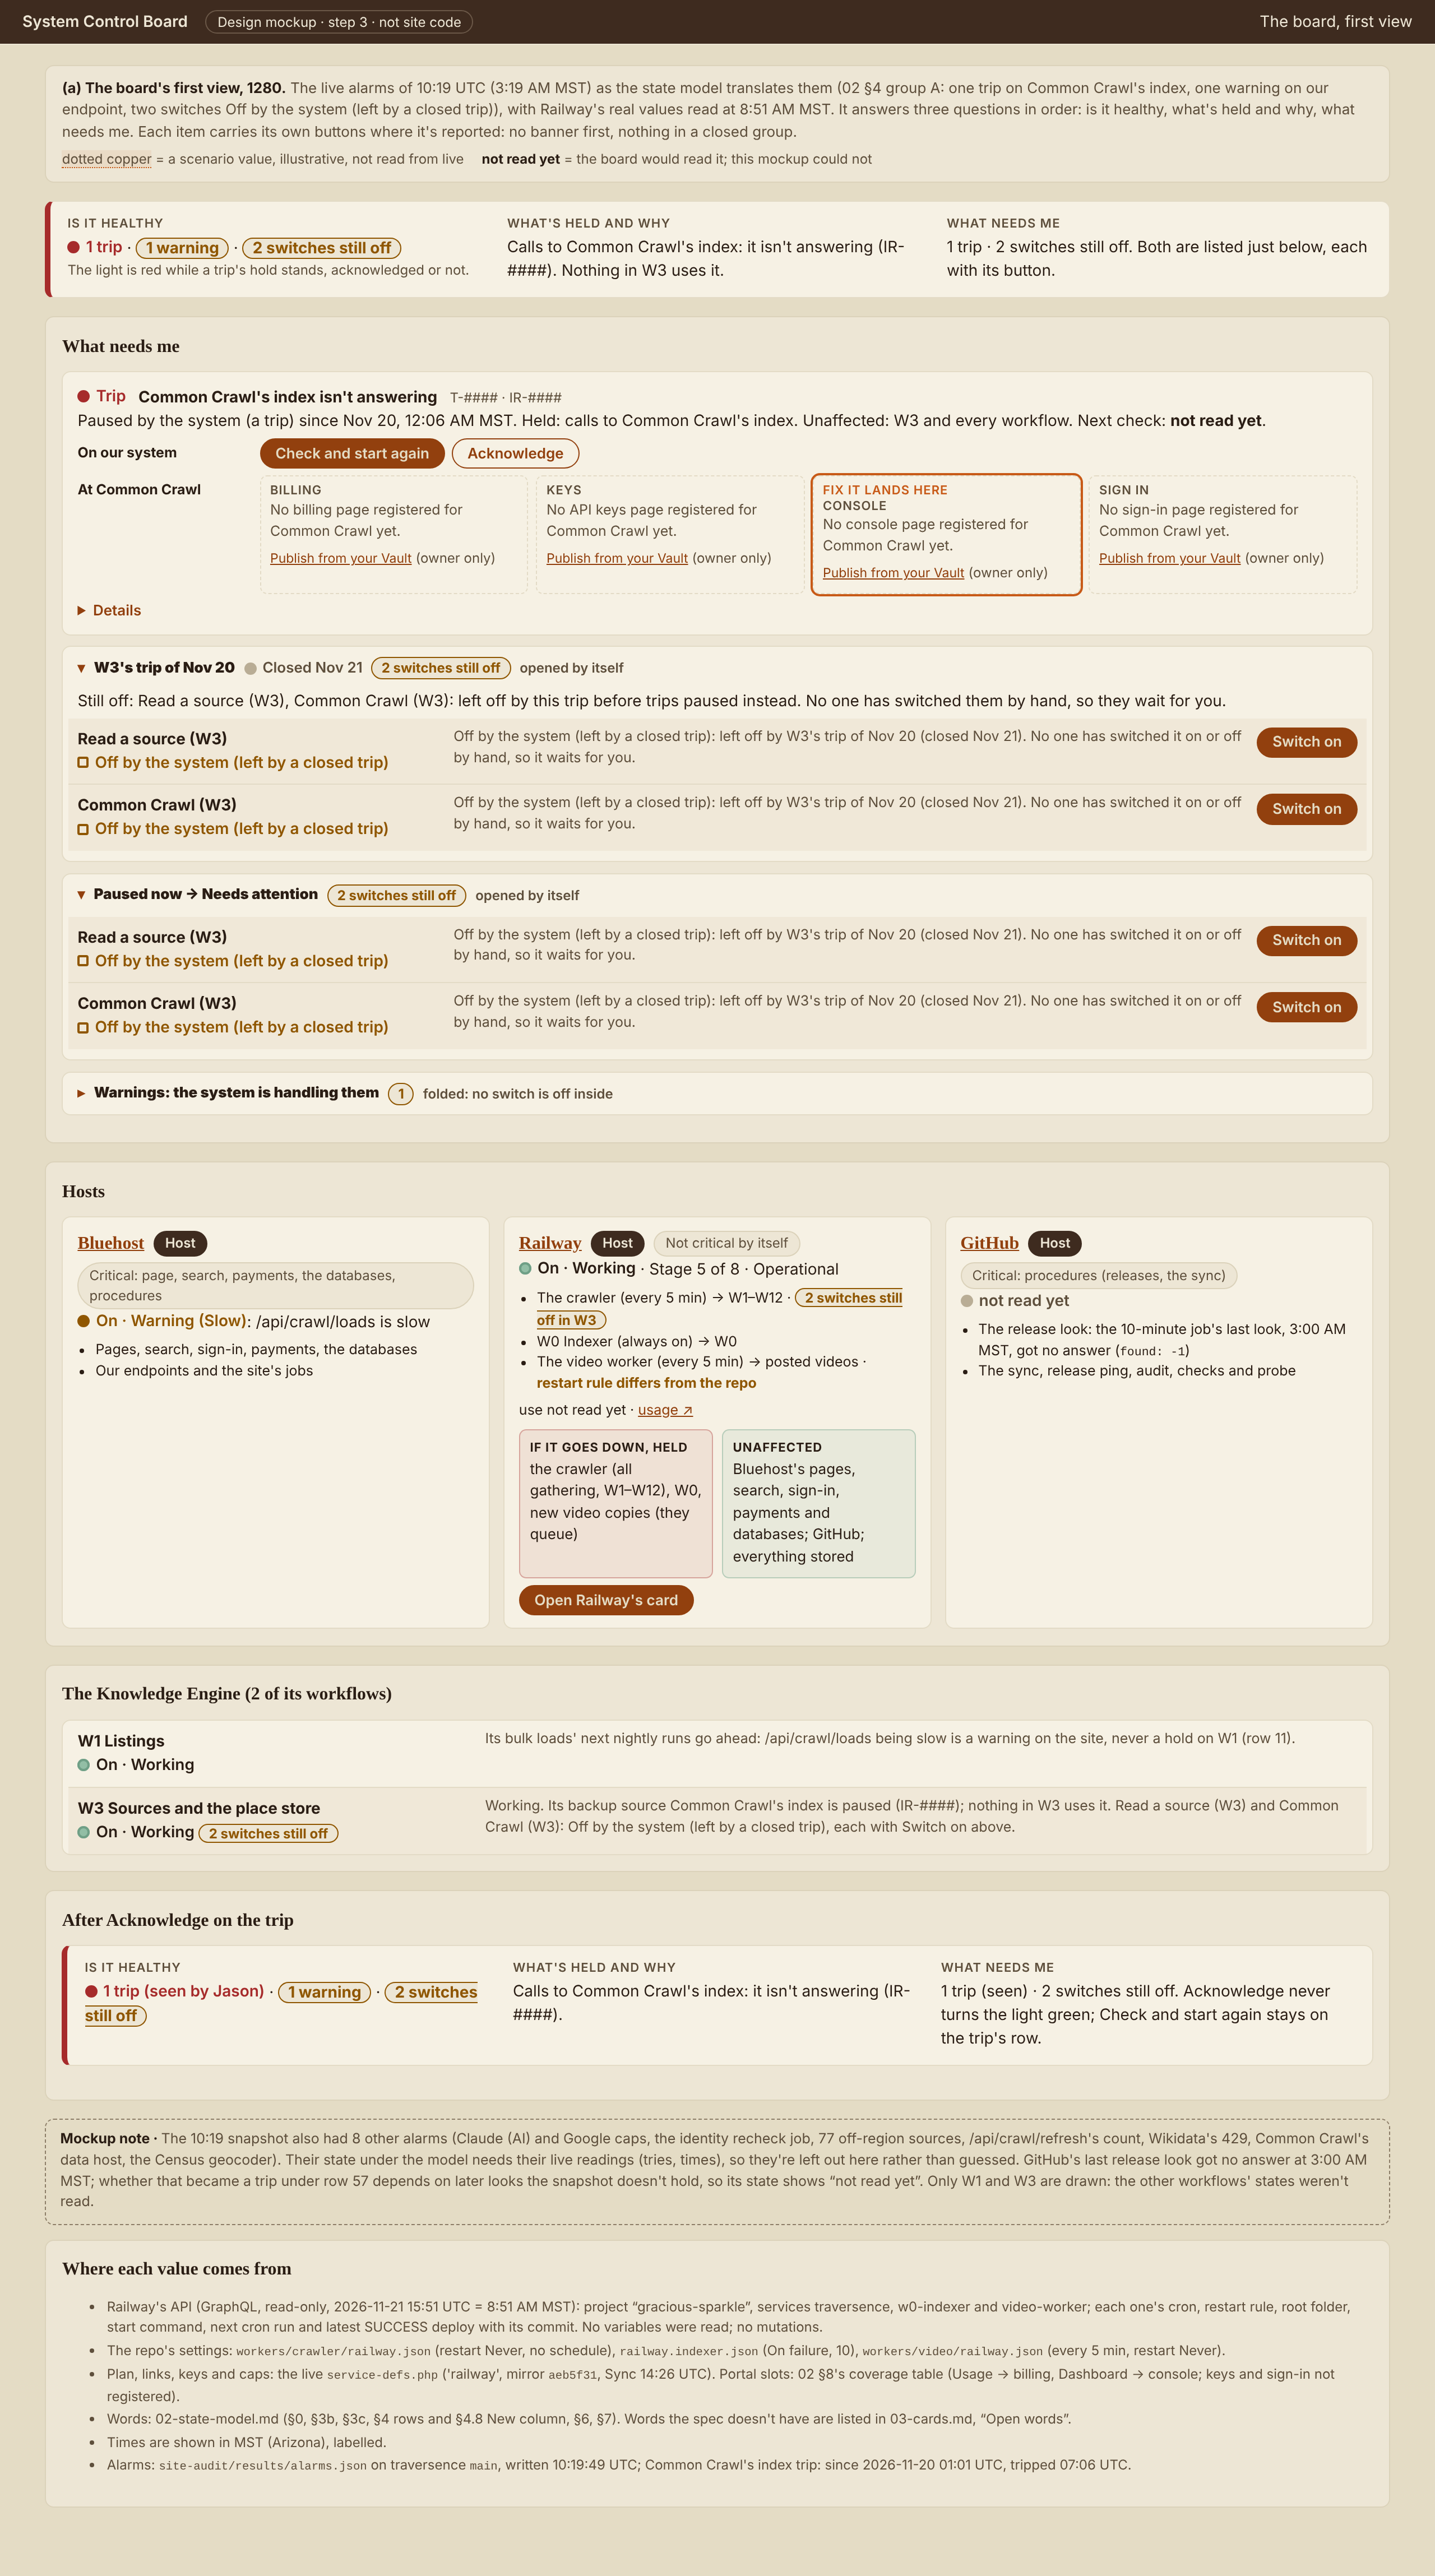 System Control Board
Design mockup · step 3 · not site code
The board, first view
(a) The board's first view, 1280. The live alarms of 10:19 UTC (3:19 AM MST) as the state model translates them (02 §4 group A: one trip on Common Crawl's index, one warning on our
endpoint, two switches Off by the system (left by a closed trip)), with Railway's real values read at 8:51 AM MST. It answers three questions in order: is it healthy, what's held and why, what
needs me. Each item carries its own buttons where it's reported: no banner first, nothing in a closed group.
dotted copper = a scenario value, illustrative, not read from live not read yet = the board would read it; this mockup could not
IS IT HEALTHY
1 trip · 1 warning · 2 switches still off
The light is red while a trip's hold stands, acknowledged or not.
WHAT'S HELD AND WHY
Calls to Common Crawl's index: it isn't answering (IR-
####). Nothing in W3 uses it.
WHAT NEEDS ME
1 trip · 2 switches still off. Both are listed just below, each
with its button.
What needs me
Trip Common Crawl's index isn't answering T-#### · IR-####
Paused by the system (a trip) since Nov 20, 12:06 AM MST. Held: calls to Common Crawl's index. Unaffected: W3 and every workflow. Next check: not read yet.
On our system
Check and start again
Acknowledge
At Common Crawl
BILLING
No billing page registered for
Common Crawl yet.
Publish from your Vault (owner only)
KEYS
No API keys page registered for
Common Crawl yet.
Publish from your Vault (owner only)
FIX IT LANDS HERE
CONSOLE
No console page registered for
Common Crawl yet.
Publish from your Vault (owner only)
SIGN IN
No sign-in page registered for
Common Crawl yet.
Publish from your Vault (owner only)
▶ Details
▼ W3's trip of Nov 20 Closed Nov 21 2 switches still off opened by itself
Still off: Read a source (W3), Common Crawl (W3): left off by this trip before trips paused instead. No one has switched them by hand, so they wait for you.
Read a source (W3)
Off by the system (left by a closed trip)
Off by the system (left by a closed trip): left off by W3's trip of Nov 20 (closed Nov 21). No one has switched it on or off
by hand, so it waits for you.
Switch on
Common Crawl (W3)
Off by the system (left by a closed trip)
Off by the system (left by a closed trip): left off by W3's trip of Nov 20 (closed Nov 21). No one has switched it on or off
by hand, so it waits for you.
Switch on
▼ Paused now → Needs attention 2 switches still off opened by itself
Read a source (W3)
Off by the system (left by a closed trip)
Off by the system (left by a closed trip): left off by W3's trip of Nov 20 (closed Nov 21). No one has switched it on or off
by hand, so it waits for you.
Switch on
Common Crawl (W3)
Off by the system (left by a closed trip)
Off by the system (left by a closed trip): left off by W3's trip of Nov 20 (closed Nov 21). No one has switched it on or off
by hand, so it waits for you.
Switch on
▶ Warnings: the system is handling them 1 folded: no switch is off inside
Hosts
Bluehost Host
Critical: page, search, payments, the databases,
procedures
On · Warning (Slow): /api/crawl/loads is slow
• Pages, search, sign-in, payments, the databases
• Our endpoints and the site's jobs
Railway Host Not critical by itself
On · Working · Stage 5 of 8 · Operational
• The crawler (every 5 min) → W1–W12 · 2 switches still
off in W3
• W0 Indexer (always on) → W0
• The video worker (every 5 min) → posted videos ·
restart rule differs from the repo
use not read yet · usage ↗
IF IT GOES DOWN, HELD
the crawler (all
gathering, W1–W12), W0,
new video copies (they
queue)
UNAFFECTED
Bluehost's pages,
search, sign-in,
payments and
databases; GitHub;
everything stored
Open Railway's card
GitHub Host
Critical: procedures (releases, the sync)
not read yet
• The release look: the 10-minute job's last look, 3:00 AM
MST, got no answer (found: -1)
• The sync, release ping, audit, checks and probe
The Knowledge Engine (2 of its workflows)
W1 Listings
On · Working
Its bulk loads' next nightly runs go ahead: /api/crawl/loads being slow is a warning on the site, never a hold on W1 (row 11).
W3 Sources and the place store
On · Working 2 switches still off
Working. Its backup source Common Crawl's index is paused (IR-####); nothing in W3 uses it. Read a source (W3) and Common
Crawl (W3): Off by the system (left by a closed trip), each with Switch on above.
After Acknowledge on the trip
IS IT HEALTHY
1 trip (seen by Jason) · 1 warning · 2 switches
still off
WHAT'S HELD AND WHY
Calls to Common Crawl's index: it isn't answering (IR-
####).
WHAT NEEDS ME
1 trip (seen) · 2 switches still off. Acknowledge never
turns the light green; Check and start again stays on
the trip's row.
Mockup note · The 10:19 snapshot also had 8 other alarms (Claude (AI) and Google caps, the identity recheck job, 77 off-region sources, /api/crawl/refresh's count, Wikidata's 429, Common Crawl's
data host, the Census geocoder). Their state under the model needs their live readings (tries, times), so they're left out here rather than guessed. GitHub's last release look got no answer at 3:00 AM
MST; whether that became a trip under row 57 depends on later looks the snapshot doesn't hold, so its state shows “not read yet”. Only W1 and W3 are drawn: the other workflows' states weren't
read.
Where each value comes from
• Railway's API (GraphQL, read-only, 2026-11-21 15:51 UTC = 8:51 AM MST): project “gracious-sparkle”, services traversence, w0-indexer and video-worker; each one's cron, restart rule, root folder,
start command, next cron run and latest SUCCESS deploy with its commit. No variables were read; no mutations.
• The repo's settings: workers/crawler/railway.json (restart Never, no schedule), railway.indexer.json (On failure, 10), workers/video/railway.json (every 5 min, restart Never).
• Plan, links, keys and caps: the live service-defs.php ('railway', mirror aeb5f31, Sync 14:26 UTC). Portal slots: 02 §8's coverage table (Usage → billing, Dashboard → console; keys and sign-in not
registered).
• Words: 02-state-model.md (§0, §3b, §3c, §4 rows and §4.8 New column, §6, §7). Words the spec doesn't have are listed in 03-cards.md, “Open words”.
• Times are shown in MST (Arizona), labelled.
• Alarms: site-audit/results/alarms.json on traversence main, written 10:19:49 UTC; Common Crawl's index trip: since 2026-11-20 01:01 UTC, tripped 07:06 UTC.